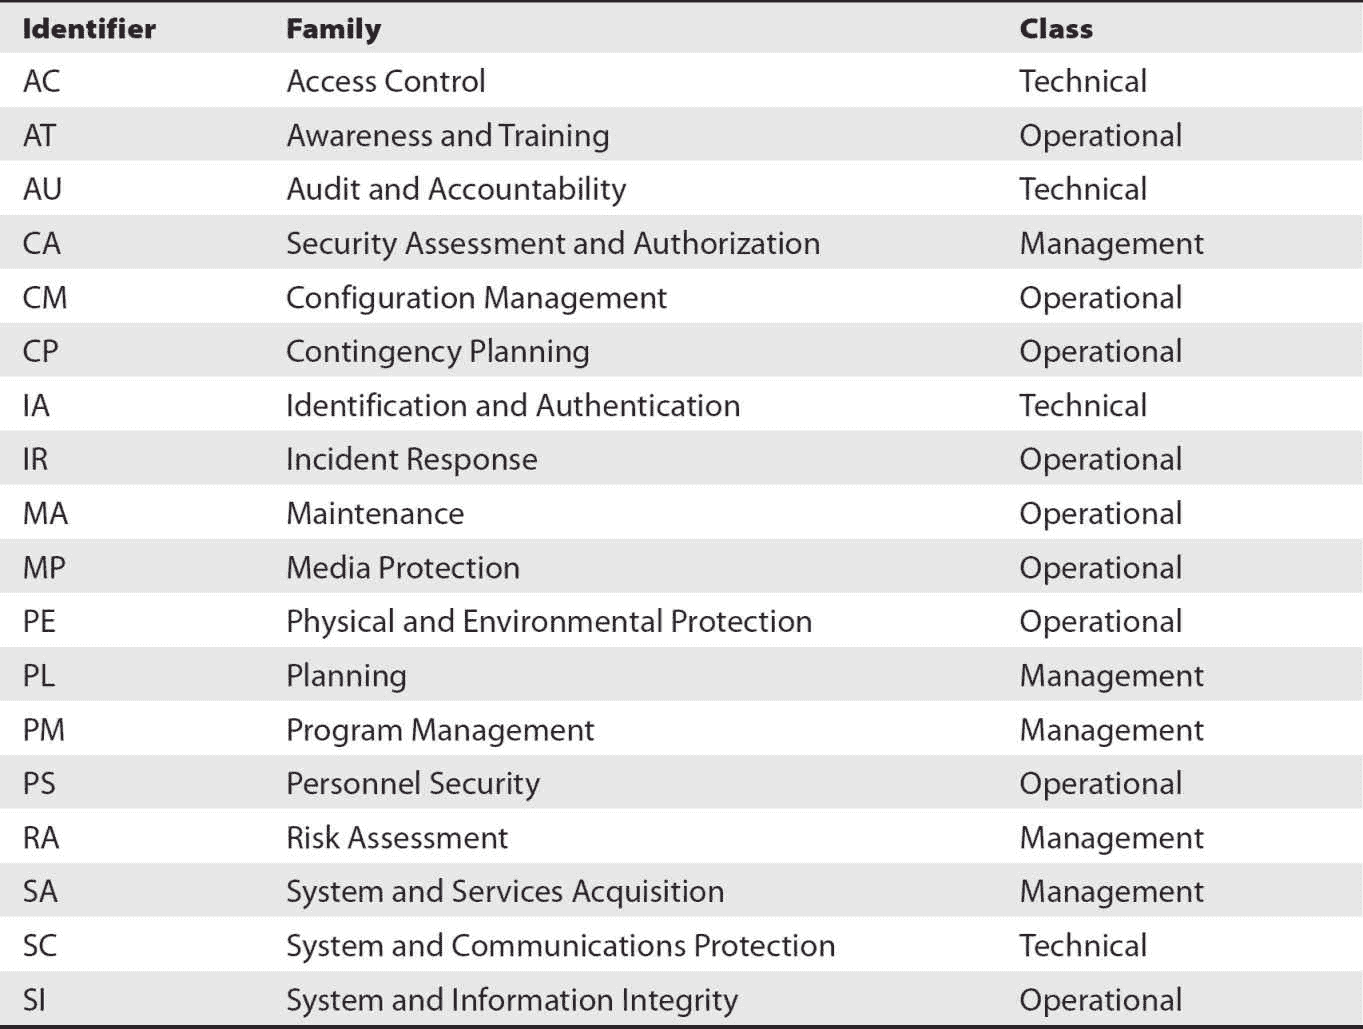 Identifier Family Class
AC Access Control Technical
AT Awareness and Training Operational
AU Audit and Accountability Technical
CA Security Assessment and Authorization Management
CM Configuration Management Operational
CP Contingency Planning Operational
IA Identification and Authentication Technical
IR Incident Response Operational
MA Maintenance Operational
MP Media Protection Operational
PE Physical and Environmental Protection Operational
PL Planning Management
PM Program Management Management
PS Personnel Security Operational
RA Risk Assessment Management
SA System and Services Acquisition Management
SC System and Communications Protection Technical
SI System and Information Integrity Operational